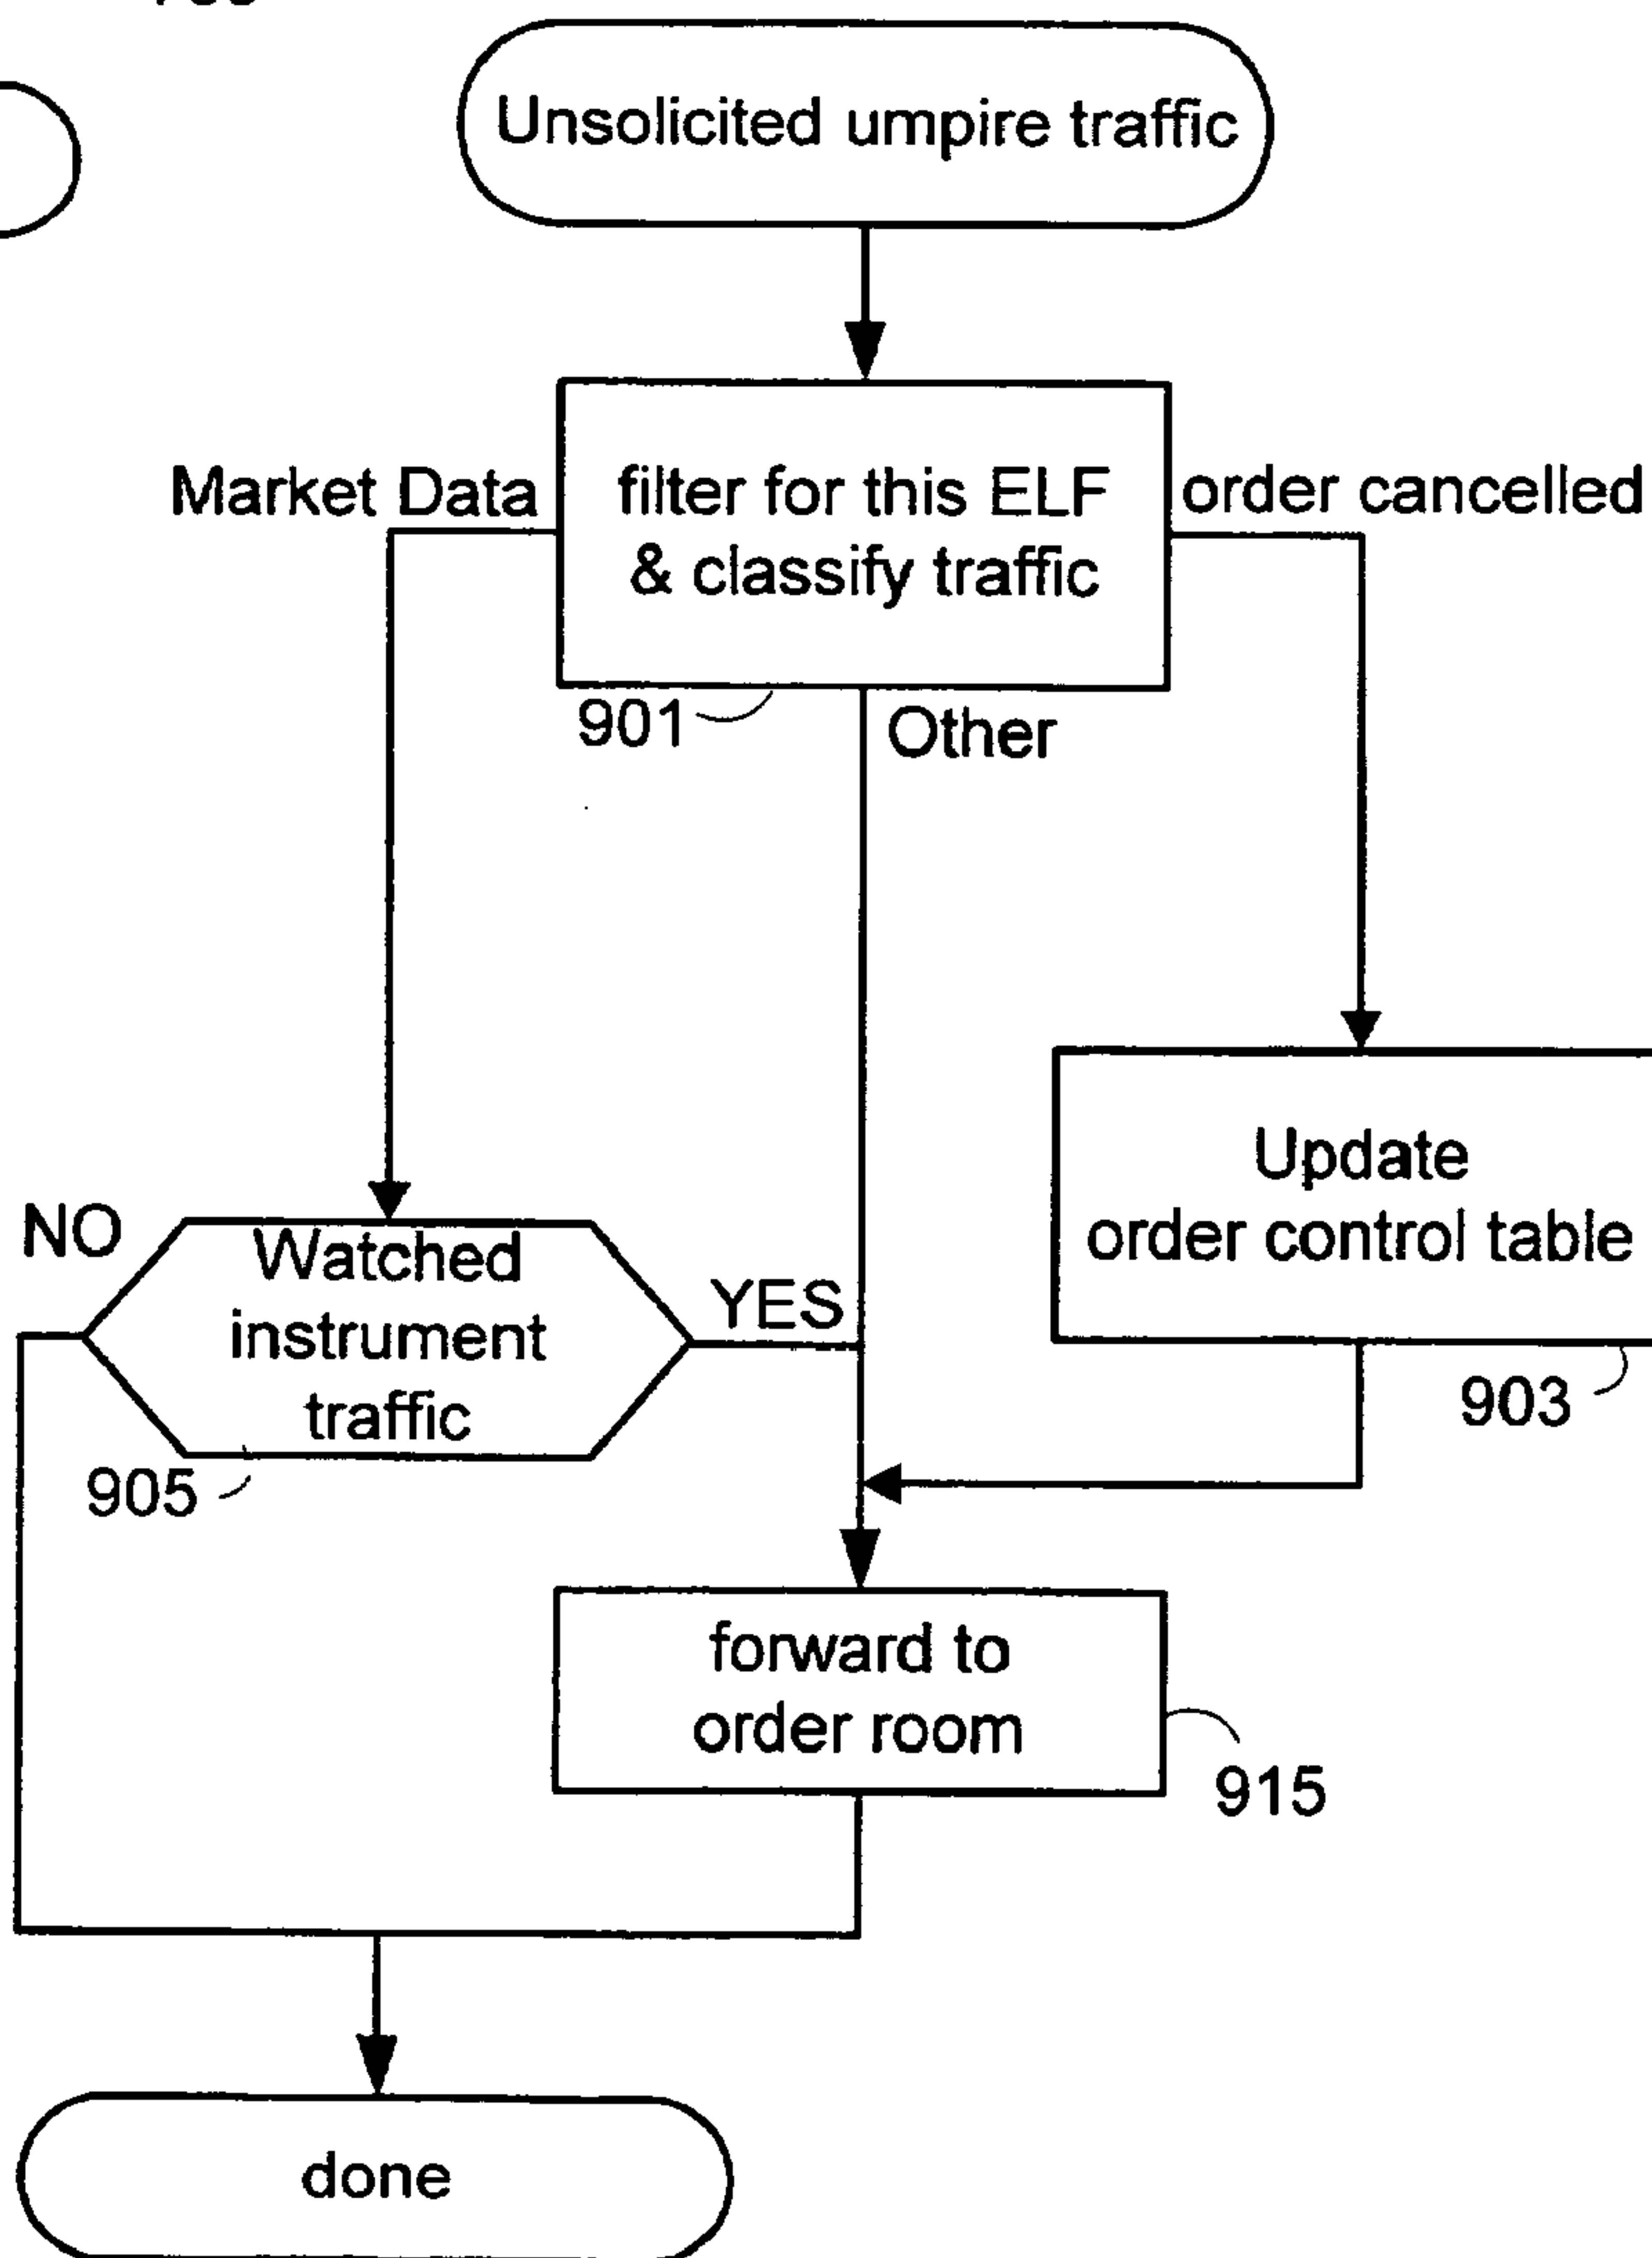 Unsolicited umpire traffic
Market Data
filter for this ELF
& classify traffic
order cancelled
901
Other
Update
order control table
903
NO
Watched
instrument
traffic
YES
905
forward to
order room
915
done